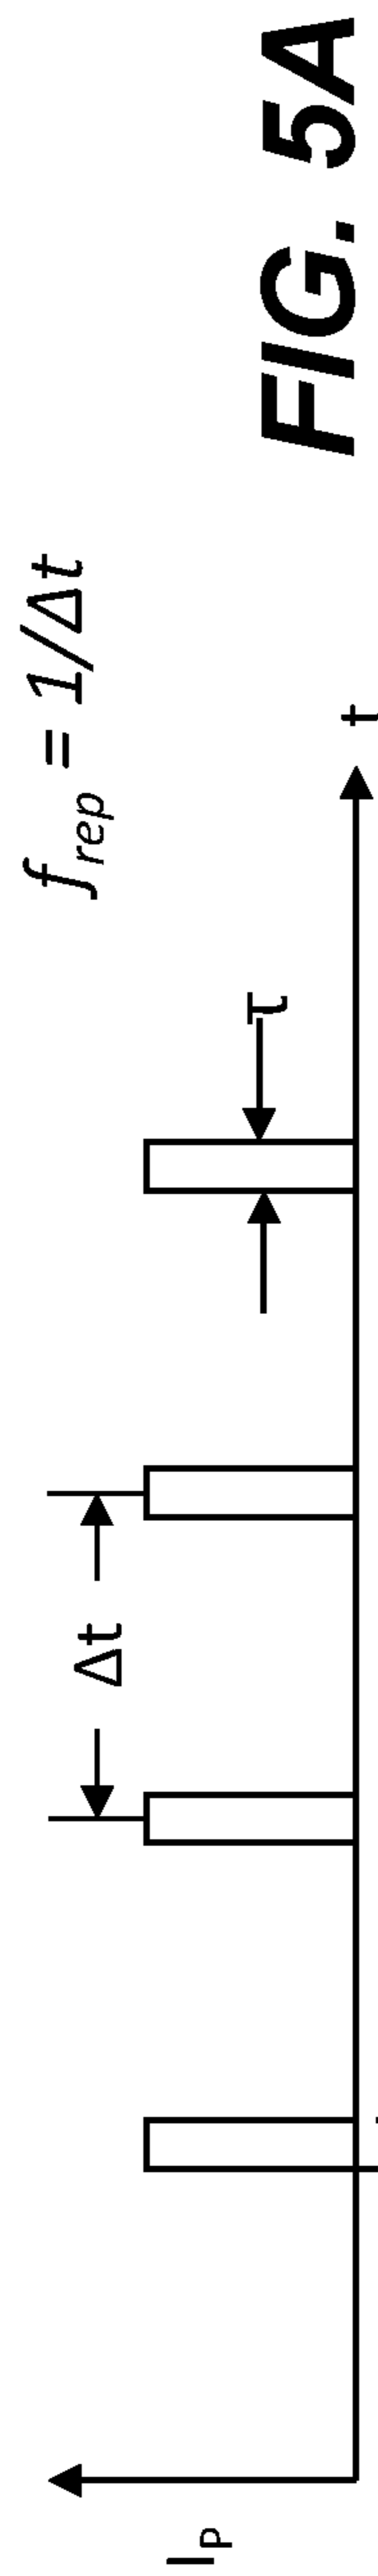 I_P
Δt
τ
t
f_rep = 1/Δt
FIG. 5A